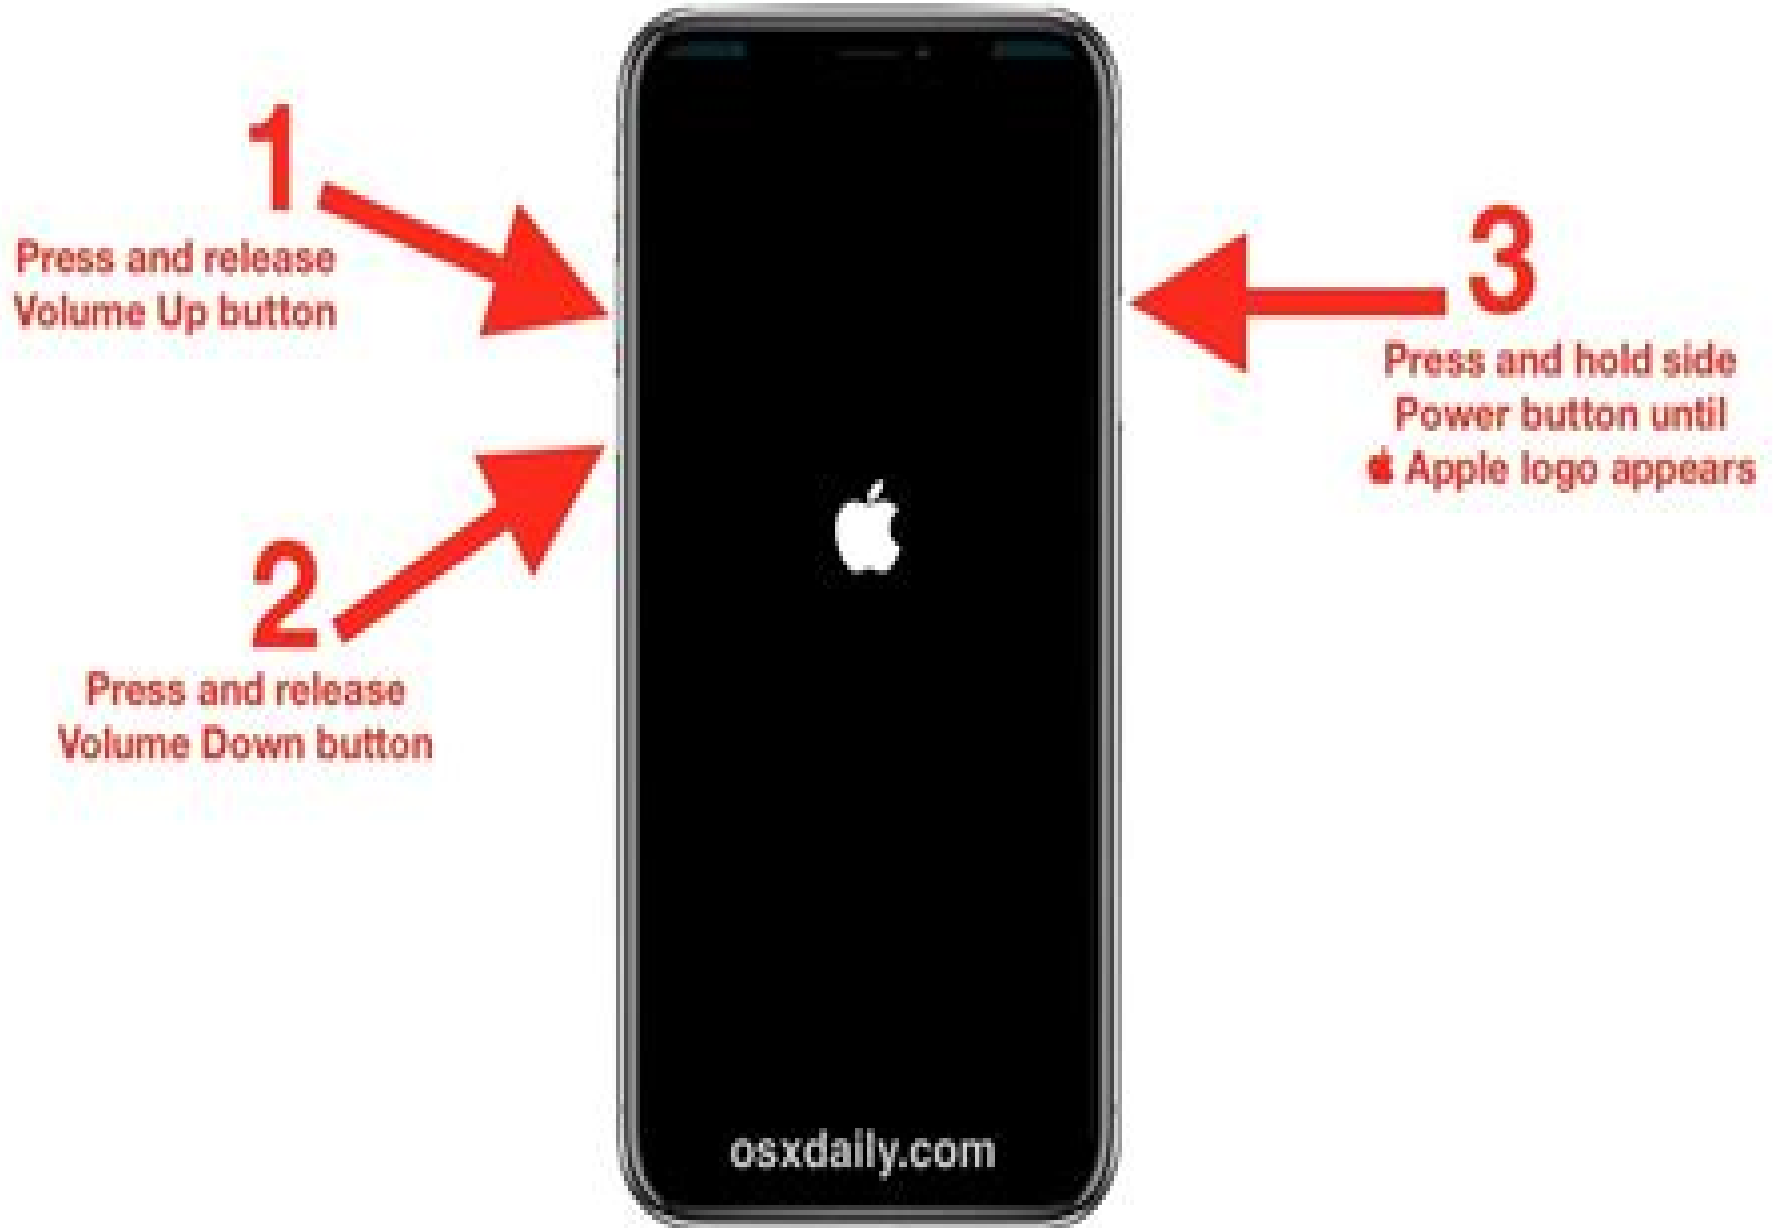 1
Press and release
Volume Up button
2
Press and release
Volume Down button
3
Press and hold side
Power button until
Apple logo appears
osxdaily.com